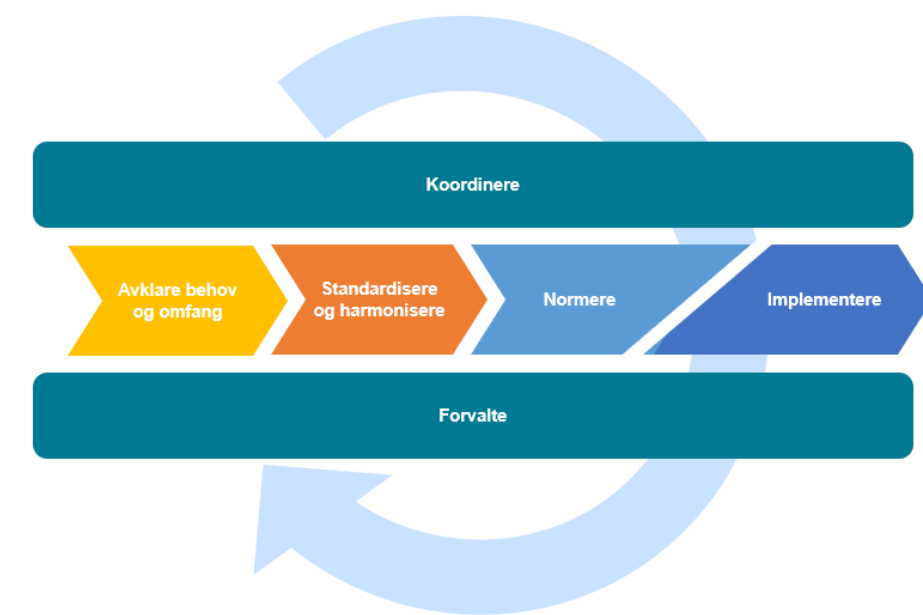 Koordinere
Avklare behov
og omfang
Standardisere
og harmonisere
Normere
Implementere
Forvalte